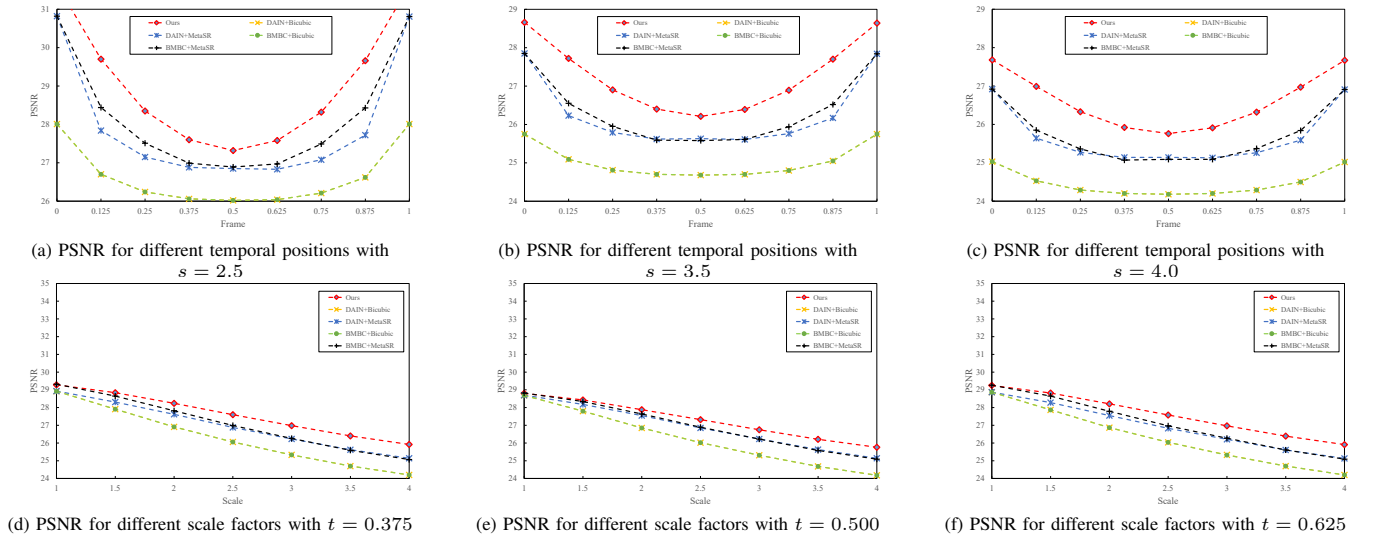 31
30
29
28
27
26
PSNR
0 0.125 0.25 0.375 0.5 0.625 0.75 0.875 1
Frame
Ours
DAIN+Bicubic
DAIN+MetaSR
BMBC+Bicubic
BMBC+MetaSR
29
28
27
26
25
24
PSNR
0 0.125 0.25 0.375 0.5 0.625 0.75 0.875 1
Frame
Ours
DAIN+Bicubic
DAIN+MetaSR
BMBC+Bicubic
BMBC+MetaSR
29
28
27
26
25
24
PSNR
0 0.125 0.25 0.375 0.5 0.625 0.75 0.875 1
Frame
Ours
DAIN+Bicubic
DAIN+MetaSR
BMBC+Bicubic
BMBC+MetaSR
(a) PSNR for different temporal positions with
s = 2.5
(b) PSNR for different temporal positions with
s = 3.5
(c) PSNR for different temporal positions with
s = 4.0
35
34
33
32
31
30
29
28
27
26
25
24
PSNR
1 1.5 2 2.5 3 3.5 4
Scale
Ours
DAIN+Bicubic
DAIN+MetaSR
BMBC+Bicubic
BMBC+MetaSR
35
34
33
32
31
30
29
28
27
26
25
24
PSNR
1 1.5 2 2.5 3 3.5 4
Scale
Ours
DAIN+Bicubic
DAIN+MetaSR
BMBC+Bicubic
BMBC+MetaSR
35
34
33
32
31
30
29
28
27
26
25
24
PSNR
1 1.5 2 2.5 3 3.5 4
Scale
Ours
DAIN+Bicubic
DAIN+MetaSR
BMBC+Bicubic
BMBC+MetaSR
(d) PSNR for different scale factors with t = 0.375
(e) PSNR for different scale factors with t = 0.500
(f) PSNR for different scale factors with t = 0.625